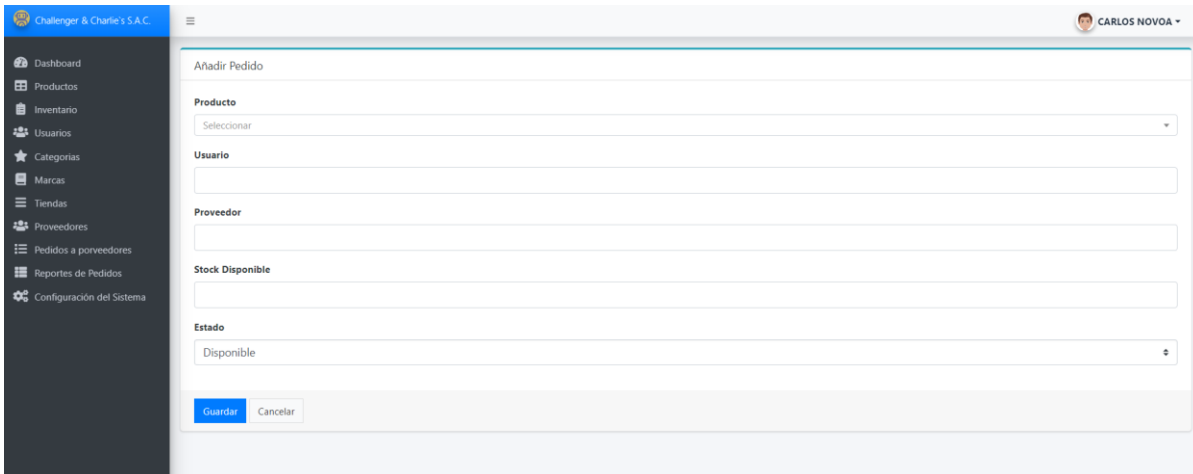 Challenger & Charlie's S.A.C.
CARLOS NOVOA
Dashboard
Productos
Inventario
Usuarios
Categorias
Marcas
Tiendas
Proveedores
Pedidos a porveedores
Reportes de Pedidos
Configuración del Sistema
Añadir Pedido
Producto
Seleccionar
Usuario
Proveedor
Stock Disponible
Estado
Disponible
Guardar Cancelar